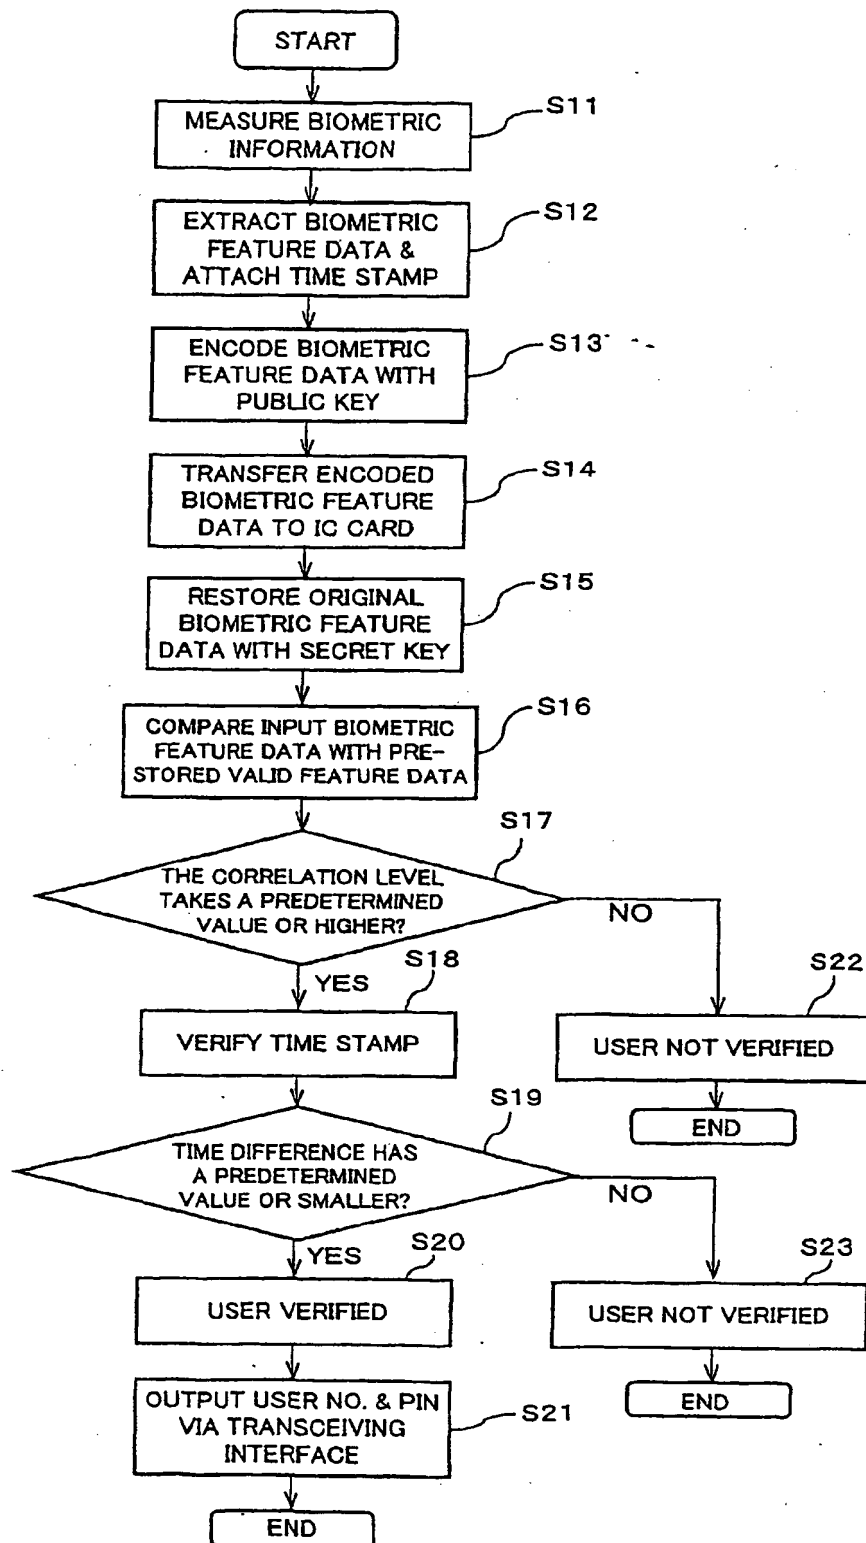 START
S11
MEASURE BIOMETRIC
INFORMATION
S12
EXTRACT BIOMETRIC
FEATURE DATA &
ATTACH TIME STAMP
S13
ENCODE BIOMETRIC
FEATURE DATA WITH
PUBLIC KEY
S14
TRANSFER ENCODED
BIOMETRIC FEATURE
DATA TO IC CARD
S15
RESTORE ORIGINAL
BIOMETRIC FEATURE
DATA WITH SECRET KEY
S16
COMPARE INPUT BIOMETRIC
FEATURE DATA WITH PRE-
STORED VALID FEATURE DATA
S17
THE CORRELATION LEVEL
TAKES A PREDETERMINED
VALUE OR HIGHER?
NO
YES
S18
VERIFY TIME STAMP
S22
USER NOT VERIFIED
END
S19
TIME DIFFERENCE HAS
A PREDETERMINED
VALUE OR SMALLER?
NO
YES
S20
USER VERIFIED
S23
USER NOT VERIFIED
END
OUTPUT USER NO. & PIN
VIA TRANSCEIVING
INTERFACE
S21
END